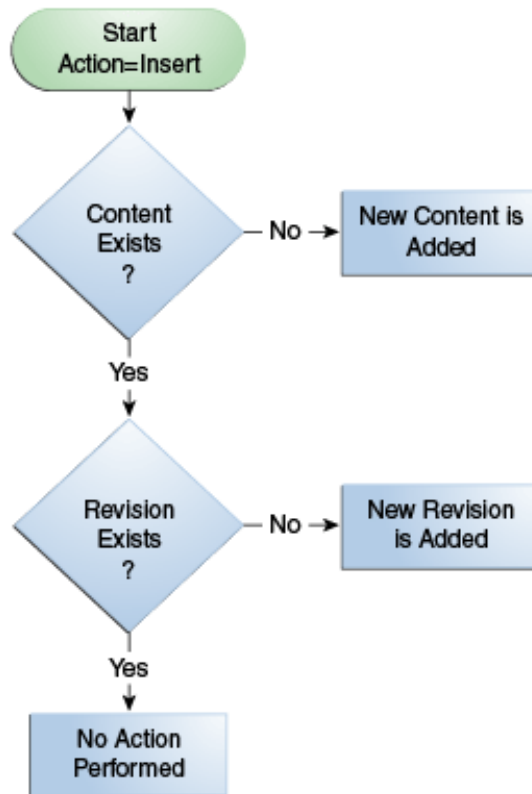 Start
Action=Insert
Content
Exists
?
No
New Content is
Added
Yes
Revision
Exists
?
No
New Revision
is Added
Yes
No Action
Performed